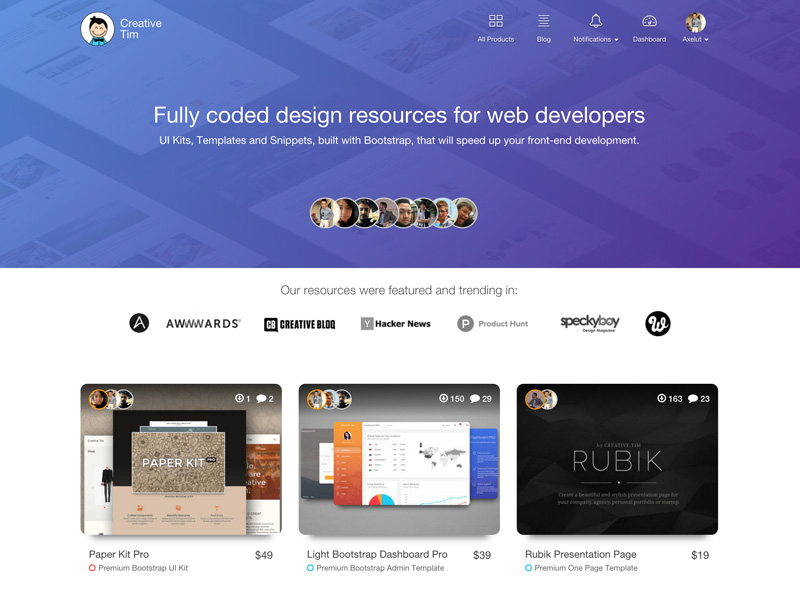 Creative
Tim
All Products
Blog
Notifications
Dashboard
Axelut
Fully coded design resources for web developers
UI Kits, Templates and Snippets, built with Bootstrap, that will speed up your front-end development.
Our resources were featured and trending in:
A
AWWWARDS®
CB CREATIVE BLOQ
Y Hacker News
P Product Hunt
speckyboy
Design Magazine
W
1 2
150 29
163 23
PAPER KIT PRO
by CREATIVE TIM
RUBIK
Create a beautiful and stylish presentation page for
your company, agency, personal portfolio or startup.
Paper Kit Pro
$49
Premium Bootstrap UI Kit
Light Bootstrap Dashboard Pro
$39
Premium Bootstrap Admin Template
Rubik Presentation Page
$19
Premium One Page Template